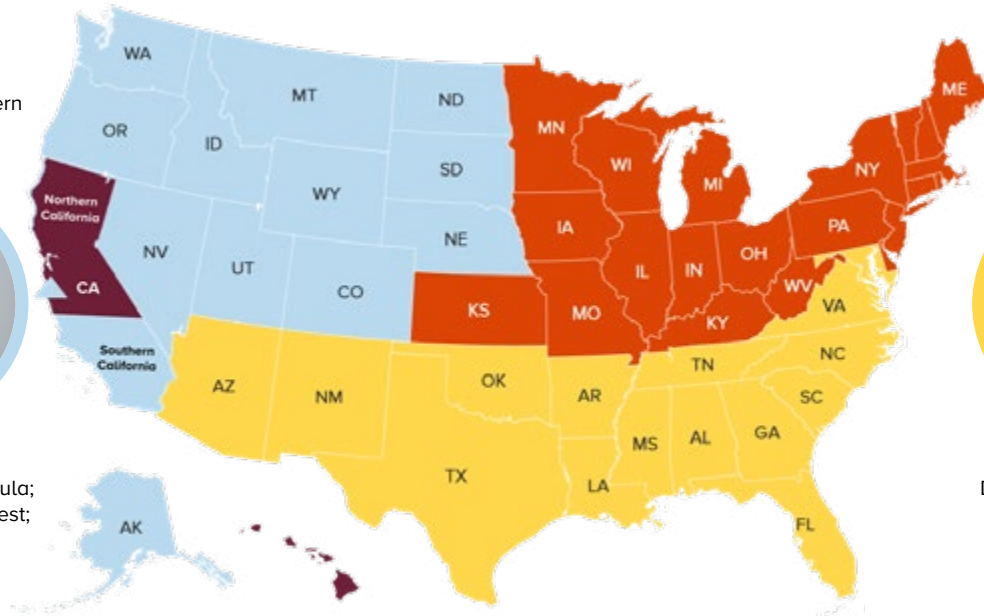 WA
ern
ME
MT
ND
MN
OR
ID
WI
NY
SD
MI
WY
Northern
California
PA
IA
NE
OH
NV
IL
IN
UT
CA
WV
CO
VA
KS
MO
KY
Southern
California
NC
TN
OK
AZ
AR
NM
SC
GA
AL
MS
TX
LA
ula;
D
est;
AK
FL